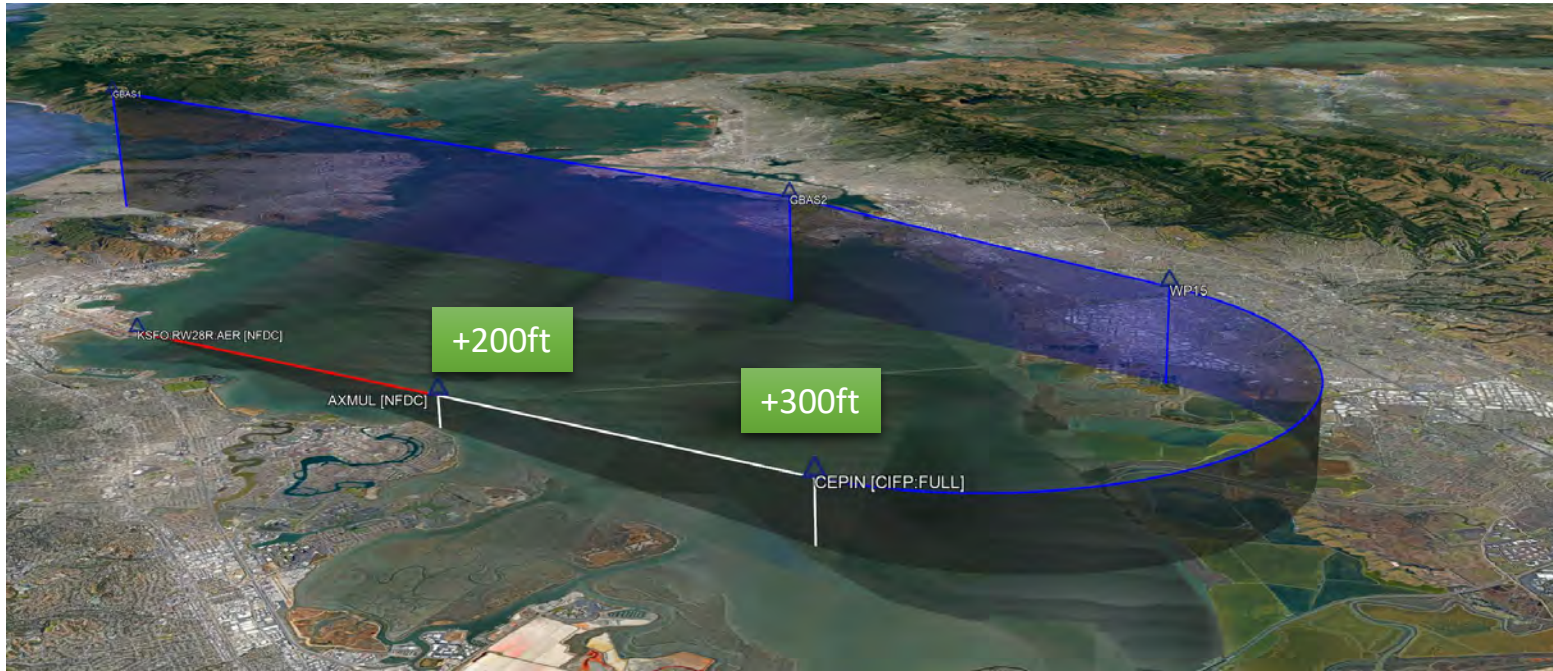 GBAS1
GBAS2
WP15
KSFO RW28R AER [NFDC]
+200ft
AXMUL [NFDC]
+300ft
CEPIN [CIFP:FULL]